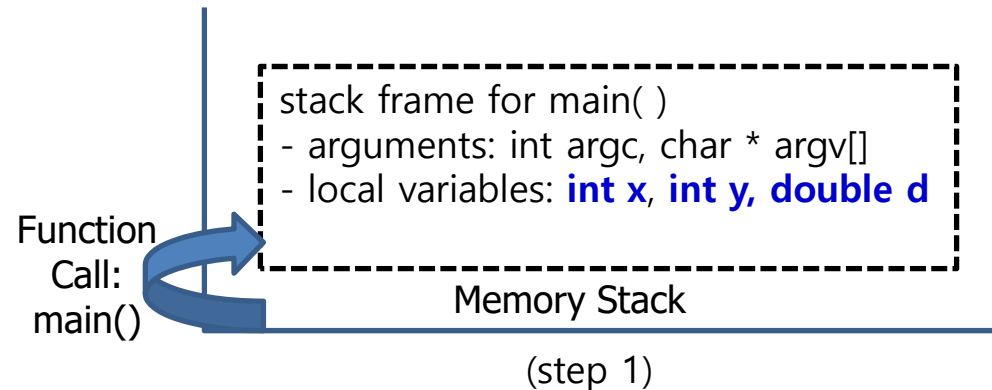 stack frame for main( )
- arguments: int argc, char * argv[]
- local variables: int x, int y, double d
Function
Call:
main()
Memory Stack
(step 1)